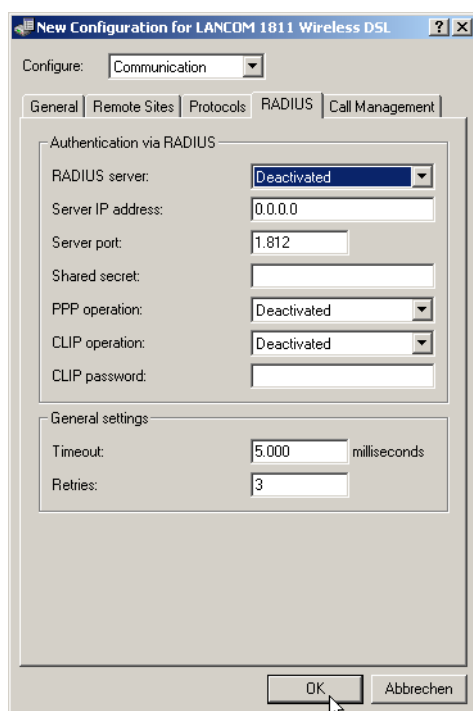 New Configuration for LANCOM 1811 Wireless DSL
Configure: Communication
General Remote Sites Protocols RADIUS Call Management
Authentication via RADIUS
RADIUS server: Deactivated
Server IP address: 0.0.0.0
Server port: 1.812
Shared secret:
PPP operation: Deactivated
CLIP operation: Deactivated
CLIP password:
General settings
Timeout: 5.000 milliseconds
Retries: 3
OK Abbrechen